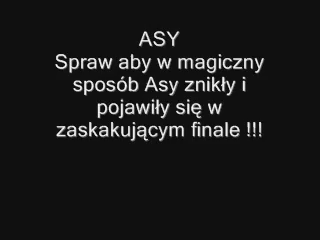 ASY
Spraw aby w magiczny
sposób Asy znikły i
pojawiły się w
zaskakującym finale !!!